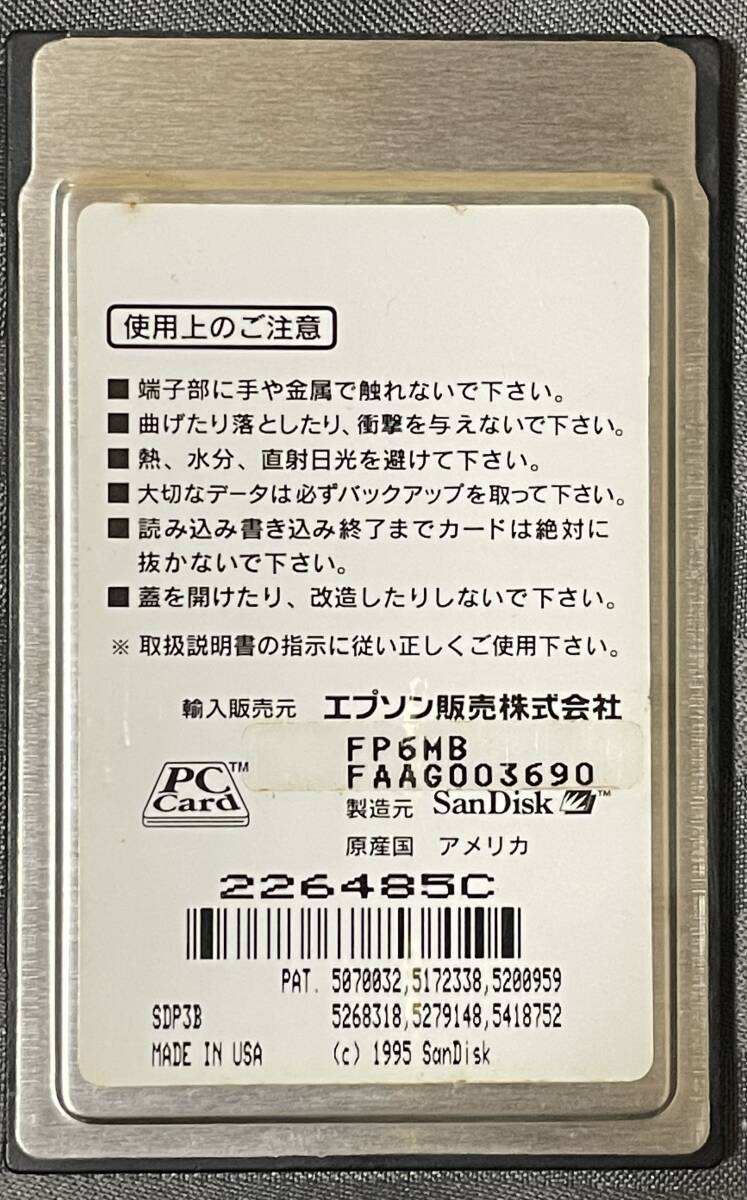 使用上のご注意
■ 端子部に手や金属で触れないで下さい。
■ 曲げたり落としたり、衝撃を与えないで下さい。
■ 熱、水分、直射日光を避けて下さい。
■ 大切なデータは必ずバックアップを取って下さい。
■ 読み込み書き込み終了までカードは絶対に
抜かないで下さい。
■ 蓋を開けたり、改造したりしないで下さい。
※ 取扱説明書の指示に従い正しくご使用下さい。
輸入販売元 エプソン販売株式会社
FP6MB
FAAG003690
PC
Card™
製造元 SanDisk™
原産国 アメリカ
226485C
PAT. 5070032,5172338,5200959
SDP3B 5268318,5279148,5418752
MADE IN USA (c) 1995 SanDisk